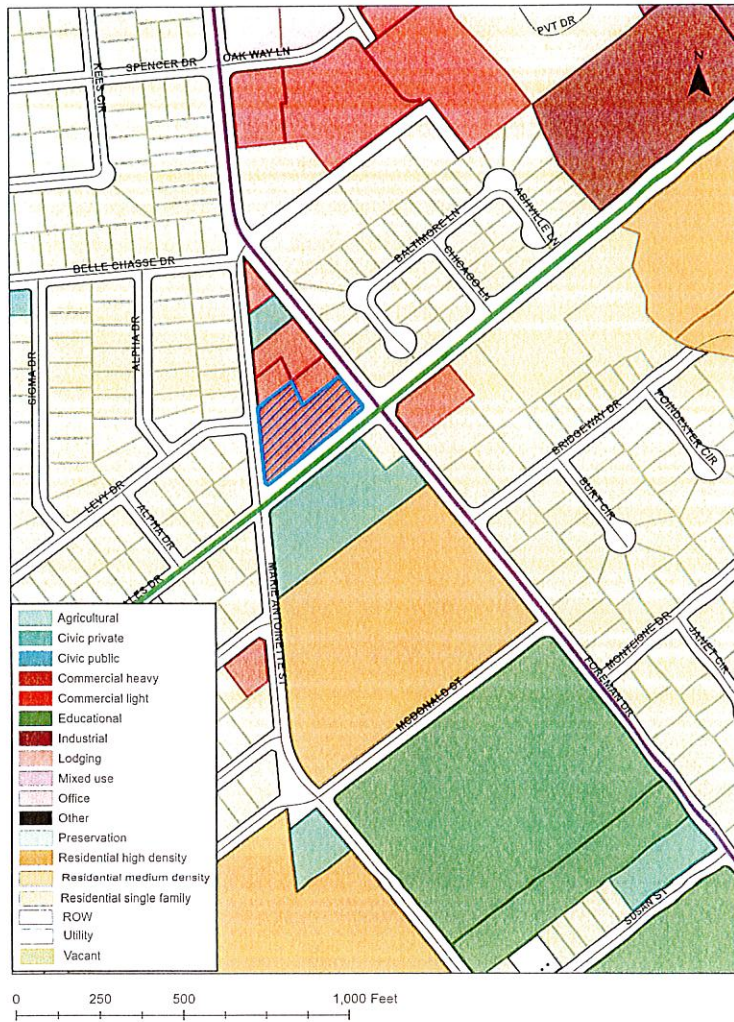 PVT DR
OAK WAY LN
SPENCER DR
KEES CIR
N
ASHVILLE LN
BALTIMORE LN
CHICAGO LN
BELLE CHASSE DR
SIGMA DR
ALPHA DR
BRIDGEWAY DR
POINDEXTER CIR
LEVY DR
BURT CIR
ALPHA DR
MARIE ANTOINETTE ST
MONTEIGNE DR
JANET CIR
FOREMAN DR
MCDONALD ST
SUSAN ST
Agricultural
Civic private
Civic public
Commercial heavy
Commercial light
Educational
Industrial
Lodging
Mixed use
Office
Other
Preservation
Residential high density
Residential medium density
Residential single family
ROW
Utility
Vacant
0 250 500 1,000 Feet